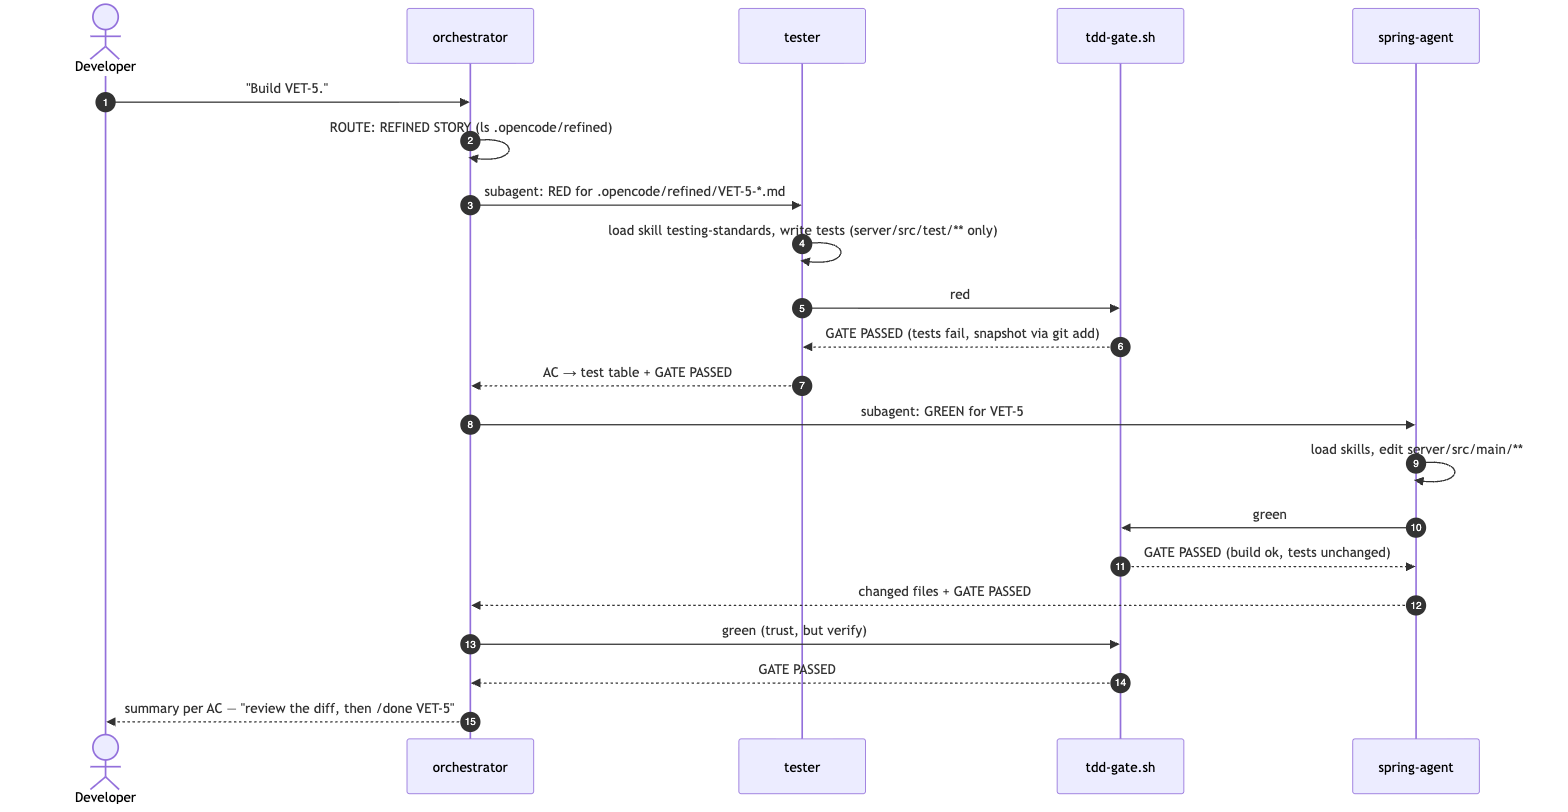 orchestrator
tester
tdd-gate.sh
spring-agent
Developer
1
"Build VET-5."
ROUTE: REFINED STORY (ls .opencode/refined)
2
3
subagent: RED for .opencode/refined/VET-5-*.md
load skill testing-standards, write tests (server/src/test/** only)
4
5
red
GATE PASSED (tests fail, snapshot via git add)
6
AC → test table + GATE PASSED
7
8
subagent: GREEN for VET-5
load skills, edit server/src/main/**
9
green
10
11
GATE PASSED (build ok, tests unchanged)
changed files + GATE PASSED
12
13
green (trust, but verify)
GATE PASSED
14
summary per AC — "review the diff, then /done VET-5"
15
orchestrator
tester
tdd-gate.sh
spring-agent
Developer